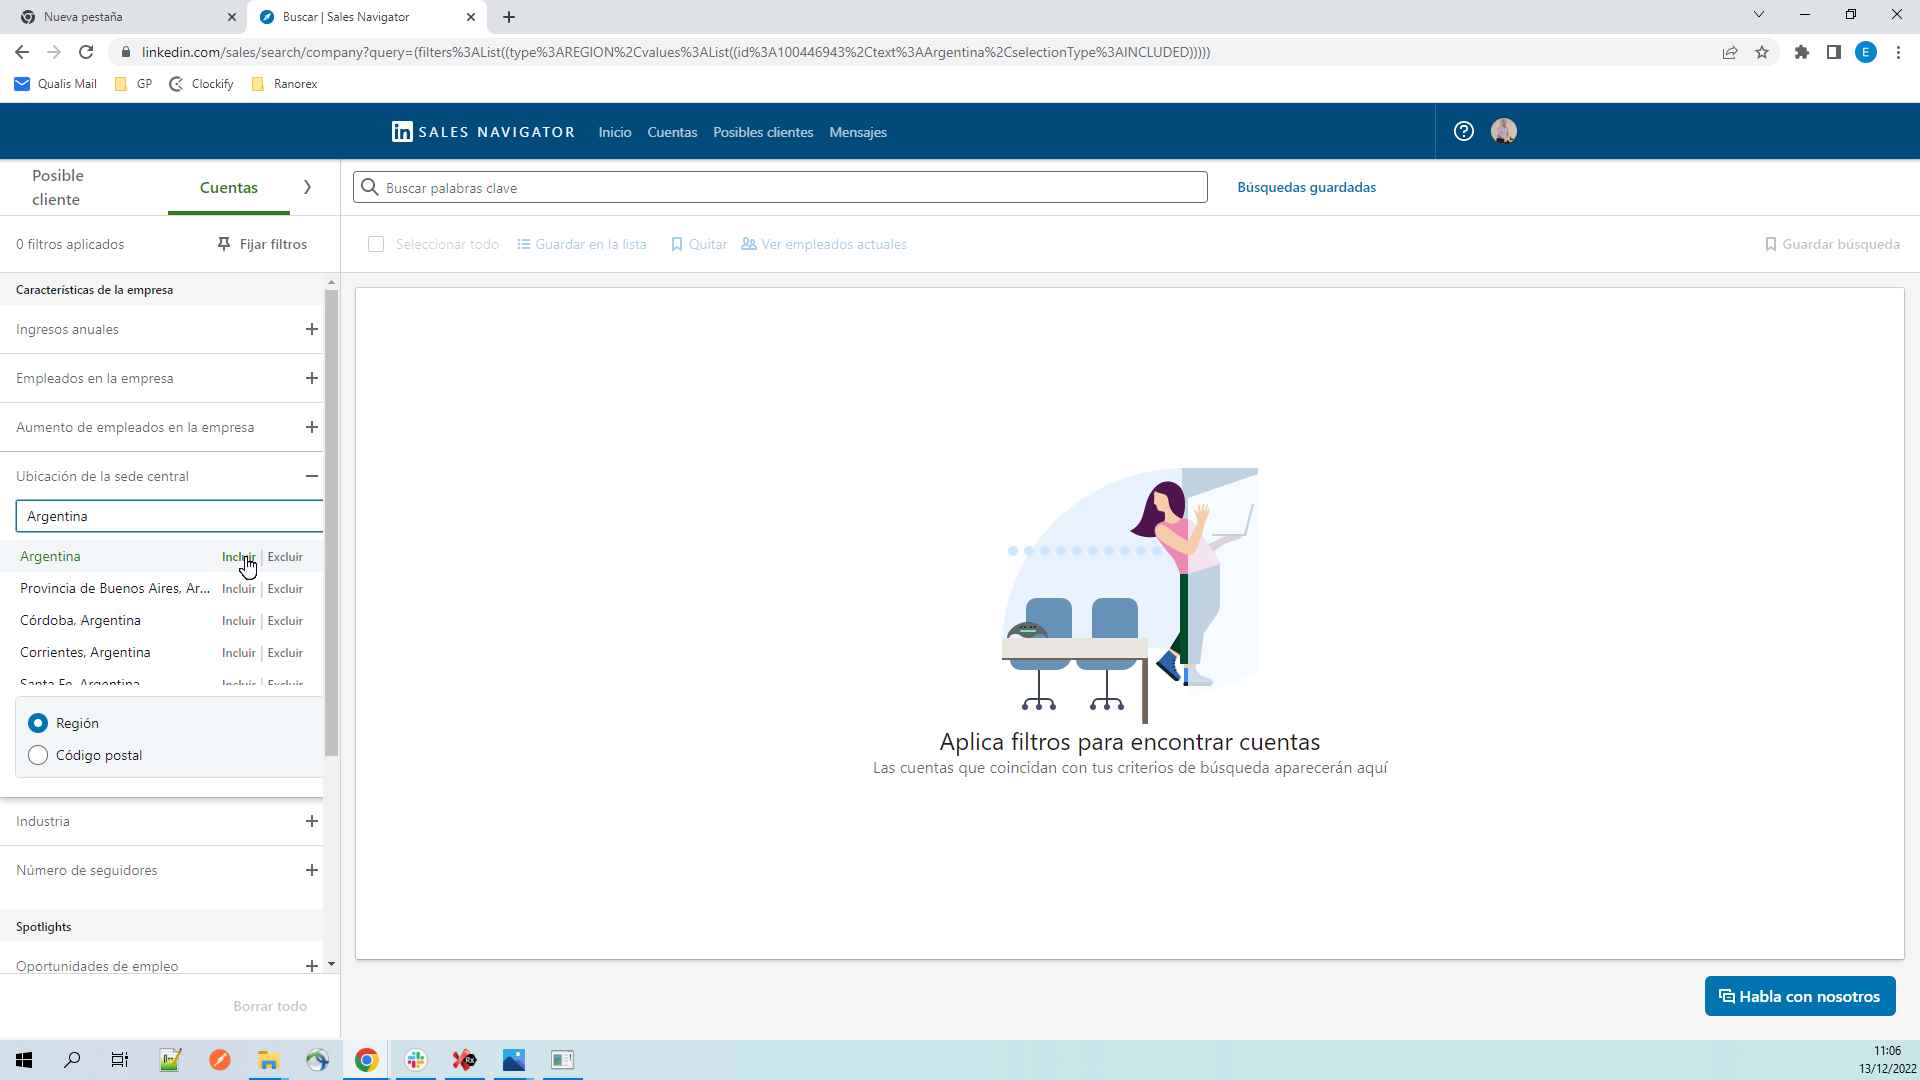 Nueva pestaña
Buscar | Sales Navigator
linkedin.com/sales/search/company?query=(filters%3AList((type%3AREGION%2Cvalues%3AList((id%3A100446943%2Ctext%3AArgentina%2CselectionType%3AINCLUDED)))))
E
Qualis Mail
GP
Clockify
Ranorex
in SALES NAVIGATOR
Inicio
Cuentas
Posibles clientes
Mensajes
Posible
cliente
Cuentas
Buscar palabras clave
Búsquedas guardadas
0 filtros aplicados
Fijar filtros
Seleccionar todo
Guardar en la lista
Quitar
Ver empleados actuales
Guardar búsqueda
Características de la empresa
Ingresos anuales
Empleados en la empresa
Aumento de empleados en la empresa
Ubicación de la sede central
Argentina
Argentina Incluir | Excluir
Provincia de Buenos Aires, Ar... Incluir | Excluir
Córdoba, Argentina Incluir | Excluir
Corrientes, Argentina Incluir | Excluir
Santa Fe, Argentina Incluir | Excluir
Región
Código postal
Industria
Número de seguidores
Spotlights
Oportunidades de empleo
Borrar todo
Aplica filtros para encontrar cuentas
Las cuentas que coincidan con tus criterios de búsqueda aparecerán aquí
Habla con nosotros
11:06
13/12/2022